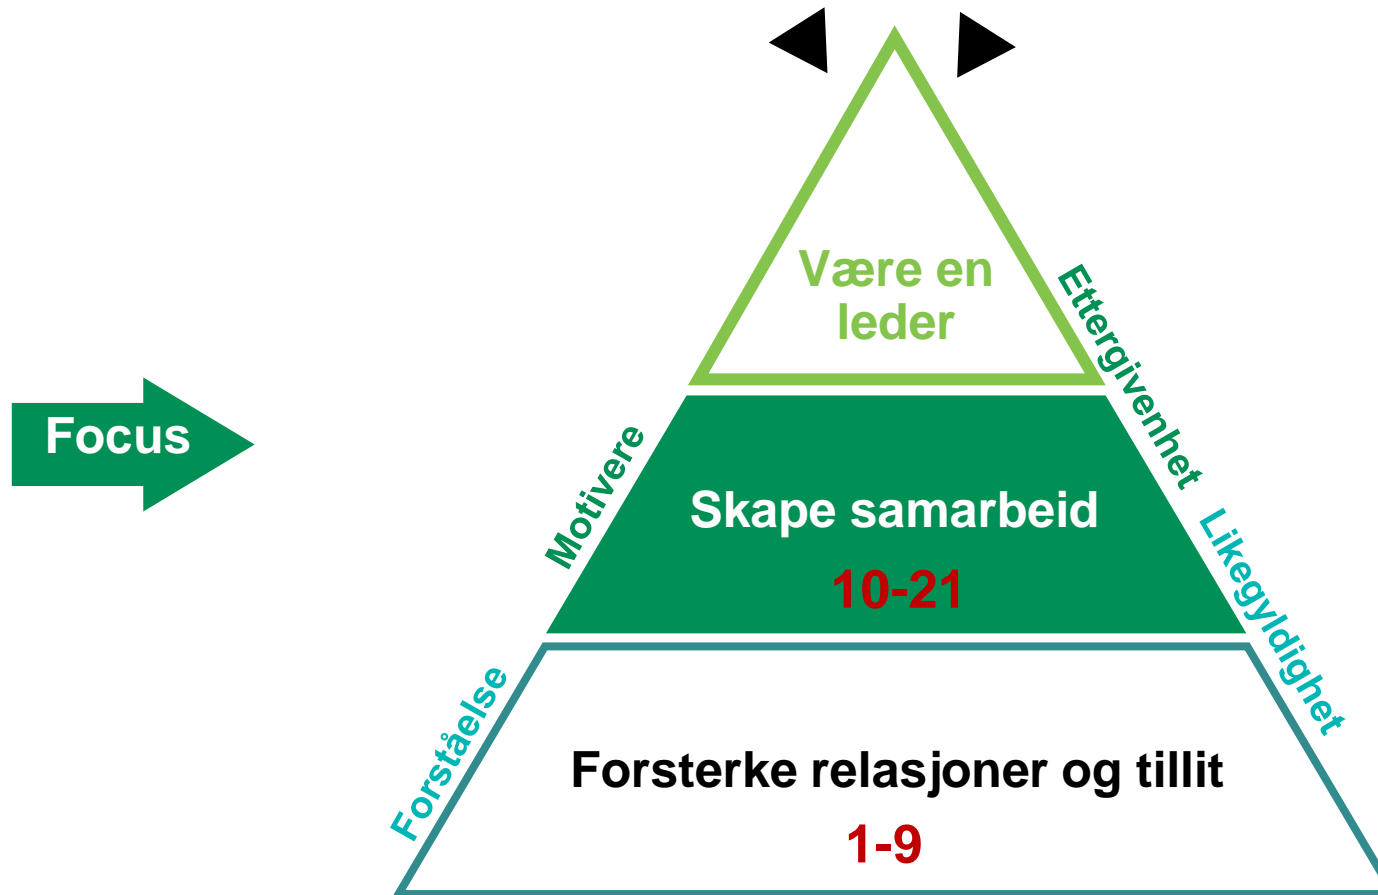 Være en
leder
Ettergivenhet
Focus
Motivere
Skape samarbeid
10-21
Likegyldighet
Forståelse
Forsterke relasjoner og tillit
1-9